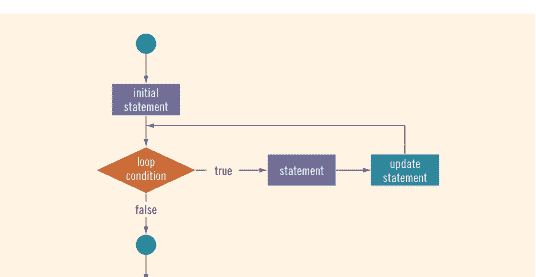 initial
statement
loop
condition
true
statement
update
statement
false